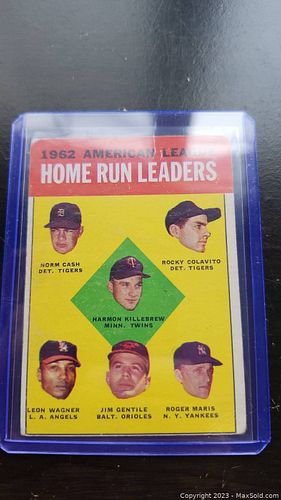 1962 AMERICAN LEAGUE
HOME RUN LEADERS
NORM CASH
DET. TIGERS
ROCKY COLAVITO
DET. TIGERS
HARMON KILLEBREW
MINN. TWINS
LEON WAGNER
L. A. ANGELS
JIM GENTILE
BALT. ORIOLES
ROGER MARIS
N. Y. YANKEES
Copyright 2023 - MaxSold.com